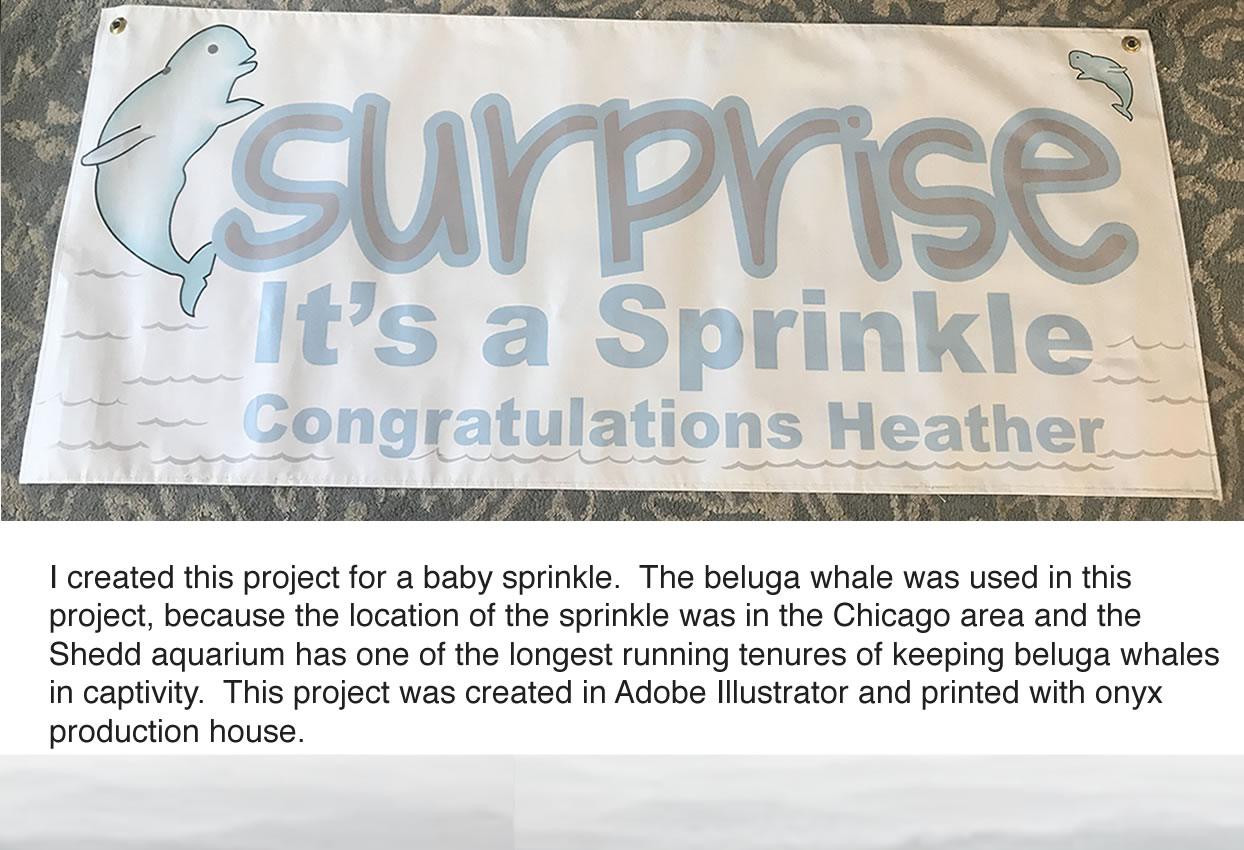 surprise
It's a Sprinkle
Congratulations Heather
I created this project for a baby sprinkle.  The beluga whale was used in this
project, because the location of the sprinkle was in the Chicago area and the
Shedd aquarium has one of the longest running tenures of keeping beluga whales
in captivity.  This project was created in Adobe Illustrator and printed with onyx
production house.